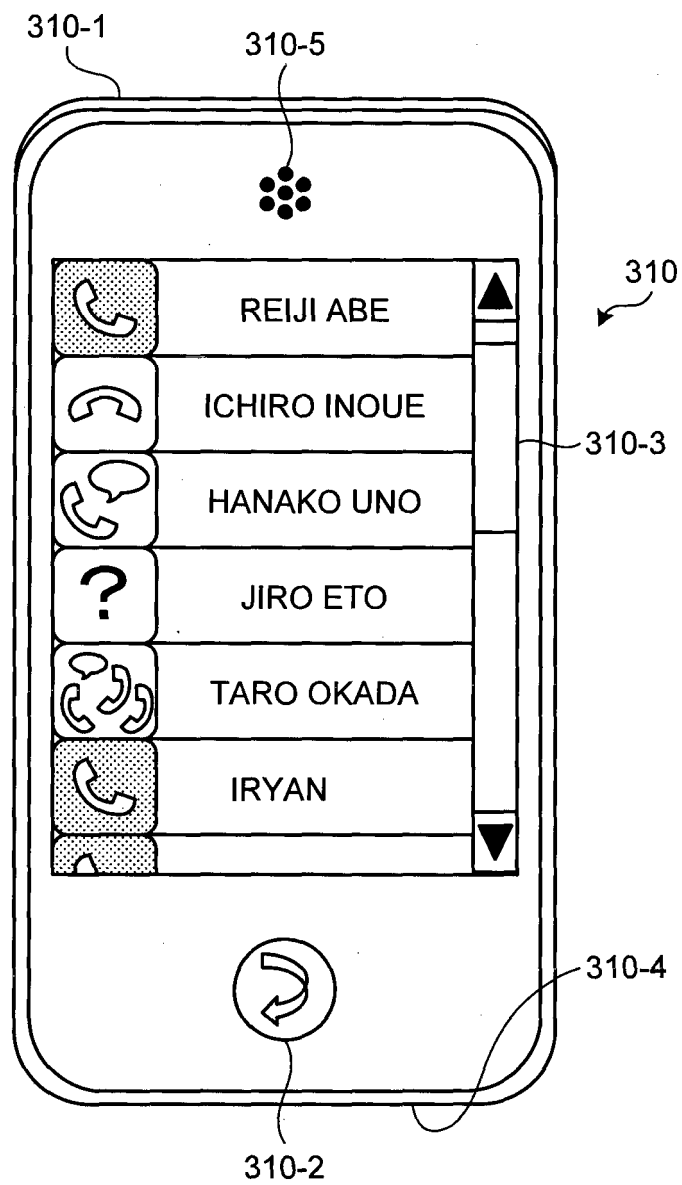 310-1
310-5
310
REIJI ABE
ICHIRO INOUE
310-3
HANAKO UNO
?
JIRO ETO
TARO OKADA
IRYAN
310-4
310-2